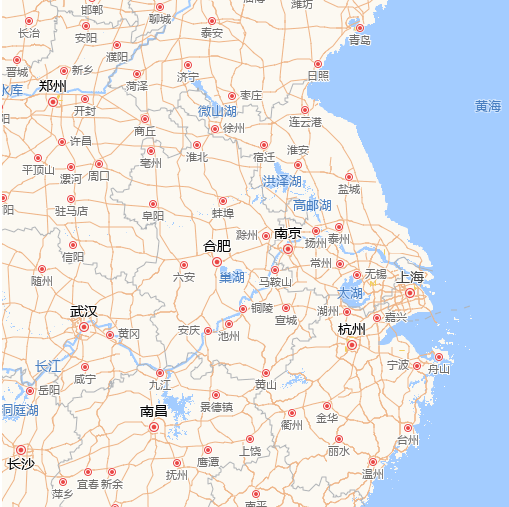 邯郸
聊城
淄博
潍坊
长治
安阳
泰安
青岛
濮阳
晋城
新乡
菏泽
济宁
日照
水库
郑州
枣庄
黄海
开封
微山湖
连云港
商丘
徐州
许昌
亳州
淮北
宿迁
淮安
平顶山
漯河
周口
洪泽湖
盐城
阳
驻马店
阜阳
蚌埠
高邮湖
滁州
南京
扬州
泰州
信阳
合肥
随州
六安
巢湖
马鞍山
常州
无锡
上海
太湖
武汉
铜陵
宣城
湖州
嘉兴
黄冈
安庆
池州
杭州
长江
咸宁
九江
黄山
宁波
舟山
岳阳
洞庭湖
南昌
景德镇
衢州
金华
台州
长沙
鹰潭
上饶
丽水
温州
萍乡
宜春
新余
抚州
南平